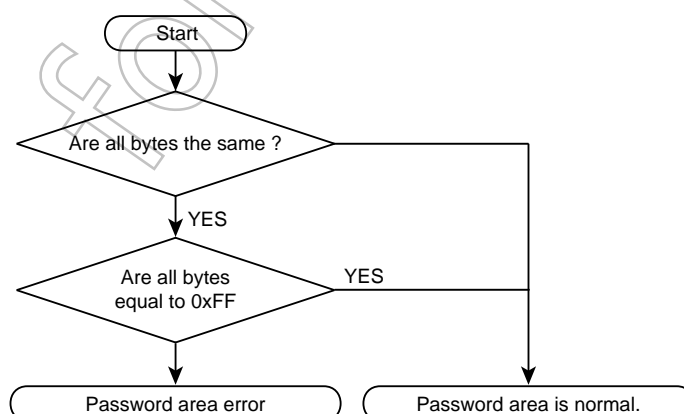 Start
Are all bytes the same ?
YES
Are all bytes
equal to 0xFF
YES
Password area error
Password area is normal.